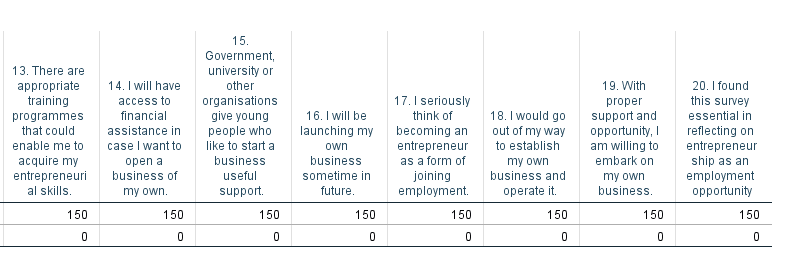 13. There are
appropriate
training
programmes
that could
enable me to
acquire my
entrepreneuri
al skills.
14. I will have
access to
financial
assistance in
case I want to
open a
business of
my own.
15.
Government,
university or
other
organisations
give young
people who
like to start a
business
useful
support.
16. I will be
launching my
own
business
sometime in
future.
17. I seriously
think of
becoming an
entrepreneur
as a form of
joining
employment.
18. I would go
out of my way
to establish
my own
business and
operate it.
19. With
proper
support and
opportunity, I
am willing to
embark on
my own
business.
20. I found
this survey
essential in
reflecting on
entrepreneur
ship as an
employment
opportunity
150 150 150 150 150 150 150 150
0 0 0 0 0 0 0 0